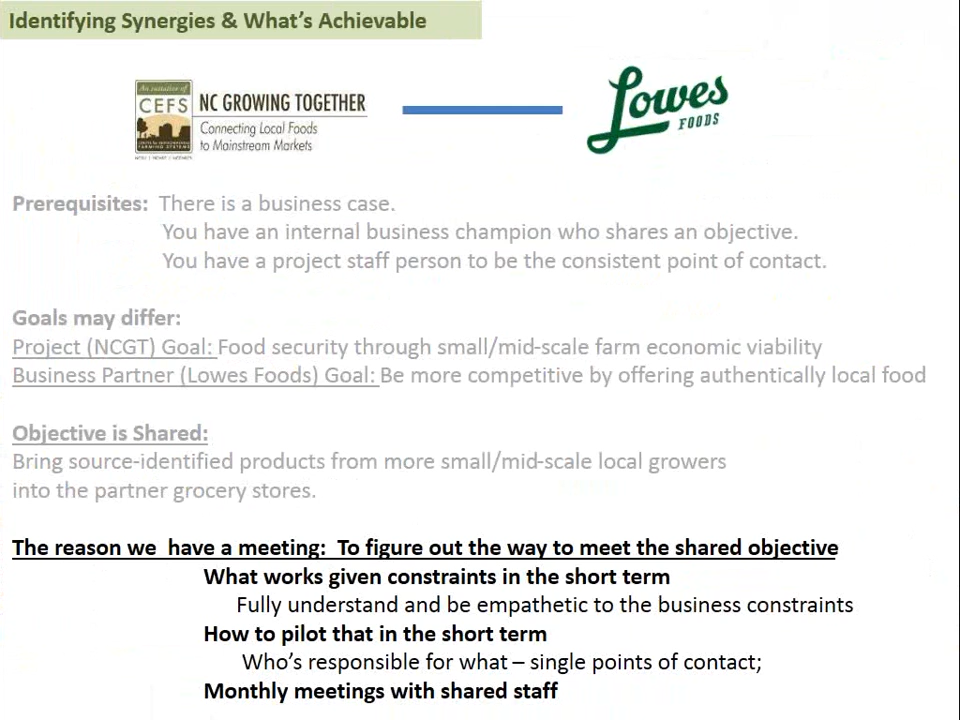 Identifying Synergies & What's Achievable
An initiative of
CEFS
NC GROWING TOGETHER
Connecting Local Foods
to Mainstream Markets
Lowes
FOODS
Prerequisites: There is a business case.
You have an internal business champion who shares an objective.
You have a project staff person to be the consistent point of contact.
Goals may differ:
Project (NCGT) Goal: Food security through small/mid-scale farm economic viability
Business Partner (Lowes Foods) Goal: Be more competitive by offering authentically local food
Objective is Shared:
Bring source-identified products from more small/mid-scale local growers
into the partner grocery stores.
The reason we  have a meeting:  To figure out the way to meet the shared objective
What works given constraints in the short term
Fully understand and be empathetic to the business constraints
How to pilot that in the short term
Who's responsible for what – single points of contact;
Monthly meetings with shared staff